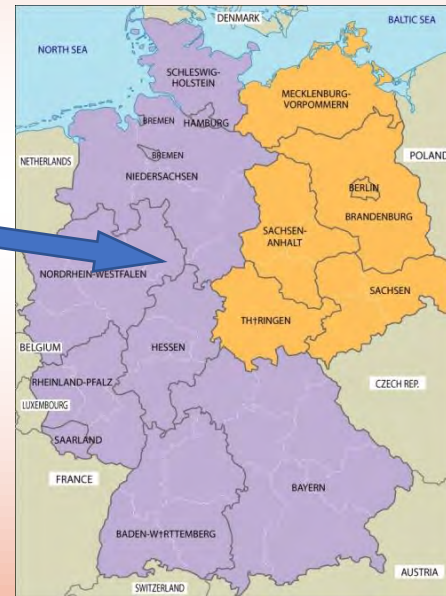 DENMARK
BALTIC SEA
NORTH SEA
SCHLESWIG-
HOLSTEIN
MECKLENBURG-
VORPOMMERN
BREMEN
HAMBURG
BREMEN
NETHERLANDS
NIEDERSACHSEN
POLAND
BERLIN
BRANDENBURG
SACHSEN-
ANHALT
NORDRHEIN-WESTFALEN
SACHSEN
TH†RINGEN
BELGIUM
HESSEN
RHEINLAND-PFALZ
CZECH REP.
LUXEMBOURG
SAARLAND
FRANCE
BAYERN
BADEN-W†RTTEMBERG
AUSTRIA
SWITZERLAND